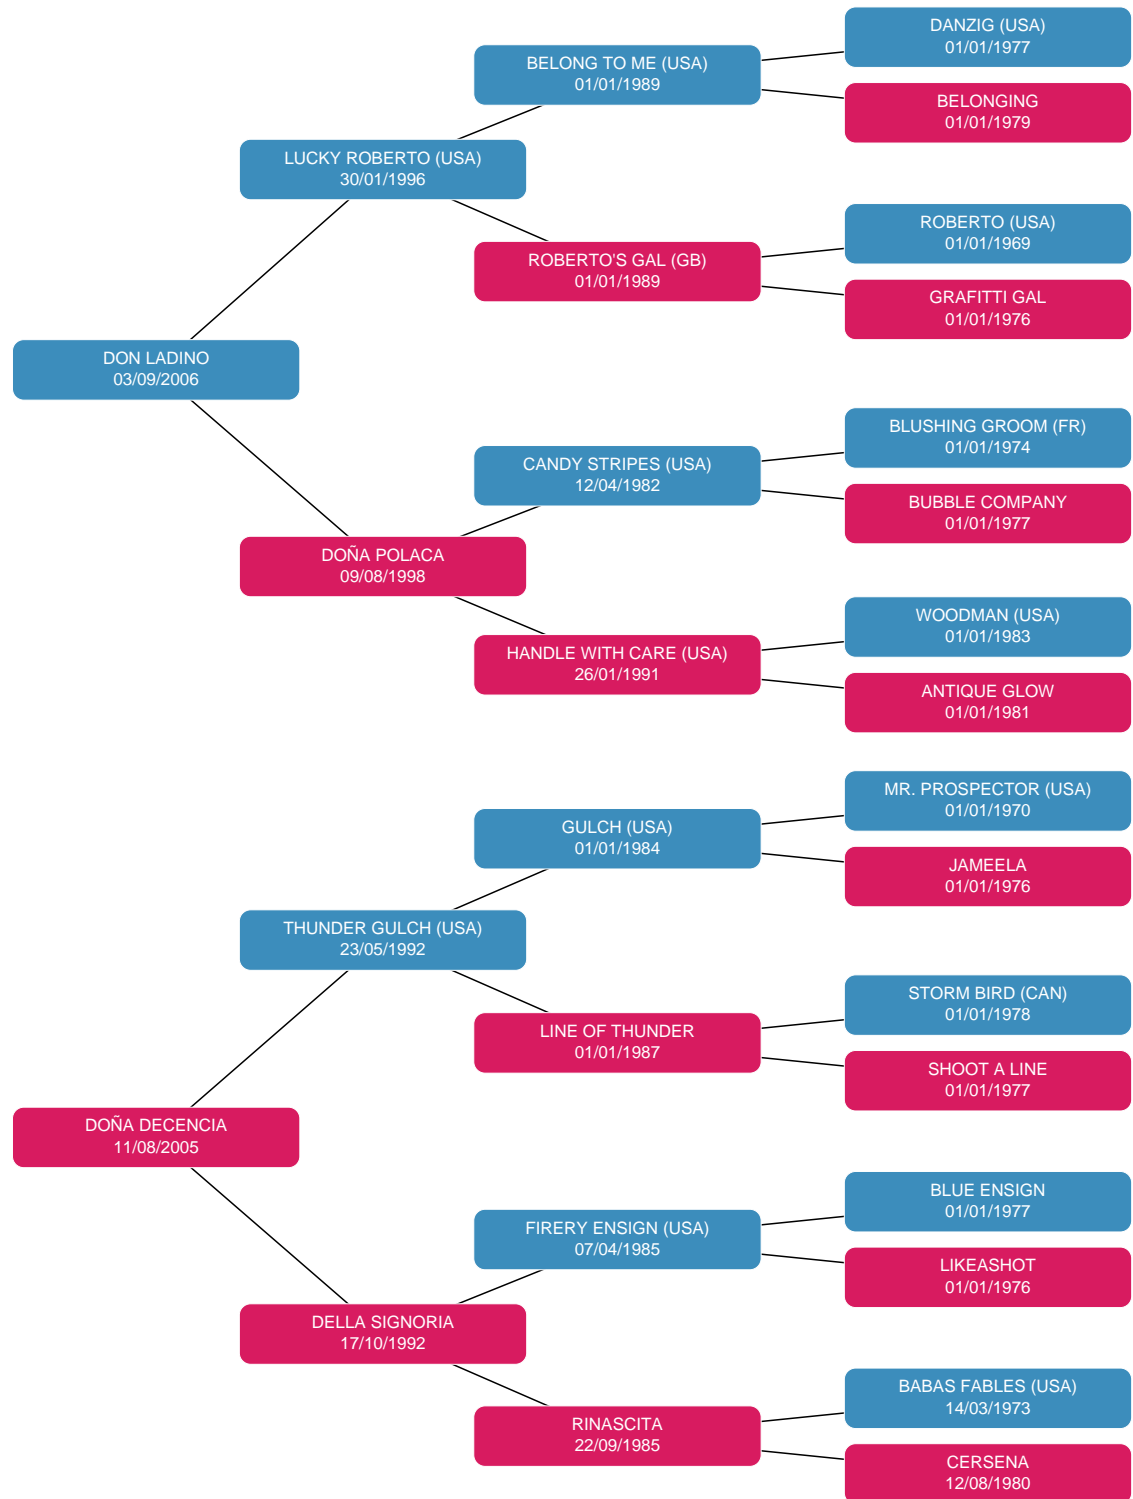 DANZIG (USA)
01/01/1977
BELONG TO ME (USA)
01/01/1989
BELONGING
01/01/1979
LUCKY ROBERTO (USA)
30/01/1996
ROBERTO (USA)
01/01/1969
ROBERTO'S GAL (GB)
01/01/1989
GRAFITTI GAL
01/01/1976
DON LADINO
03/09/2006
BLUSHING GROOM (FR)
01/01/1974
CANDY STRIPES (USA)
12/04/1982
BUBBLE COMPANY
01/01/1977
DOÑA POLACA
09/08/1998
WOODMAN (USA)
01/01/1983
HANDLE WITH CARE (USA)
26/01/1991
ANTIQUE GLOW
01/01/1981
MR. PROSPECTOR (USA)
01/01/1970
GULCH (USA)
01/01/1984
JAMEELA
01/01/1976
THUNDER GULCH (USA)
23/05/1992
STORM BIRD (CAN)
01/01/1978
LINE OF THUNDER
01/01/1987
SHOOT A LINE
01/01/1977
DOÑA DECENCIA
11/08/2005
BLUE ENSIGN
01/01/1977
FIRERY ENSIGN (USA)
07/04/1985
LIKEASHOT
01/01/1976
DELLA SIGNORIA
17/10/1992
BABAS FABLES (USA)
14/03/1973
RINASCITA
22/09/1985
CERSENA
12/08/1980